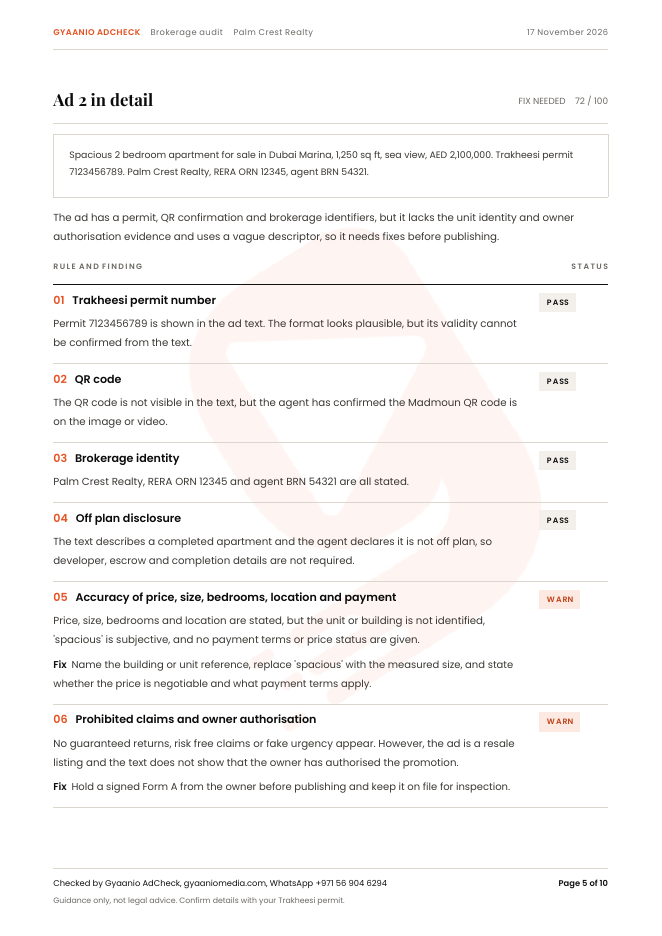 GYAANIO ADCHECK Brokerage audit Palm Crest Realty 17 November 2026
Ad 2 in detail FIX NEEDED 72 / 100
Spacious 2 bedroom apartment for sale in Dubai Marina, 1,250 sq ft, sea view, AED 2,100,000. Trakheesi permit
7123456789. Palm Crest Realty, RERA ORN 12345, agent BRN 54321.
The ad has a permit, QR confirmation and brokerage identifiers, but it lacks the unit identity and owner
authorisation evidence and uses a vague descriptor, so it needs fixes before publishing.
RULE AND FINDING STATUS
01 Trakheesi permit number PASS
Permit 7123456789 is shown in the ad text. The format looks plausible, but its validity cannot
be confirmed from the text.
02 QR code PASS
The QR code is not visible in the text, but the agent has confirmed the Madmoun QR code is
on the image or video.
03 Brokerage identity PASS
Palm Crest Realty, RERA ORN 12345 and agent BRN 54321 are all stated.
04 Off plan disclosure PASS
The text describes a completed apartment and the agent declares it is not off plan, so
developer, escrow and completion details are not required.
05 Accuracy of price, size, bedrooms, location and payment WARN
Price, size, bedrooms and location are stated, but the unit or building is not identified,
'spacious' is subjective, and no payment terms or price status are given.
Fix Name the building or unit reference, replace 'spacious' with the measured size, and state
whether the price is negotiable and what payment terms apply.
06 Prohibited claims and owner authorisation WARN
No guaranteed returns, risk free claims or fake urgency appear. However, the ad is a resale
listing and the text does not show that the owner has authorised the promotion.
Fix Hold a signed Form A from the owner before publishing and keep it on file for inspection.
Checked by Gyaanio AdCheck, gyaaniomedia.com, WhatsApp +971 56 904 6294 Page 5 of 10
Guidance only, not legal advice. Confirm details with your Trakheesi permit.